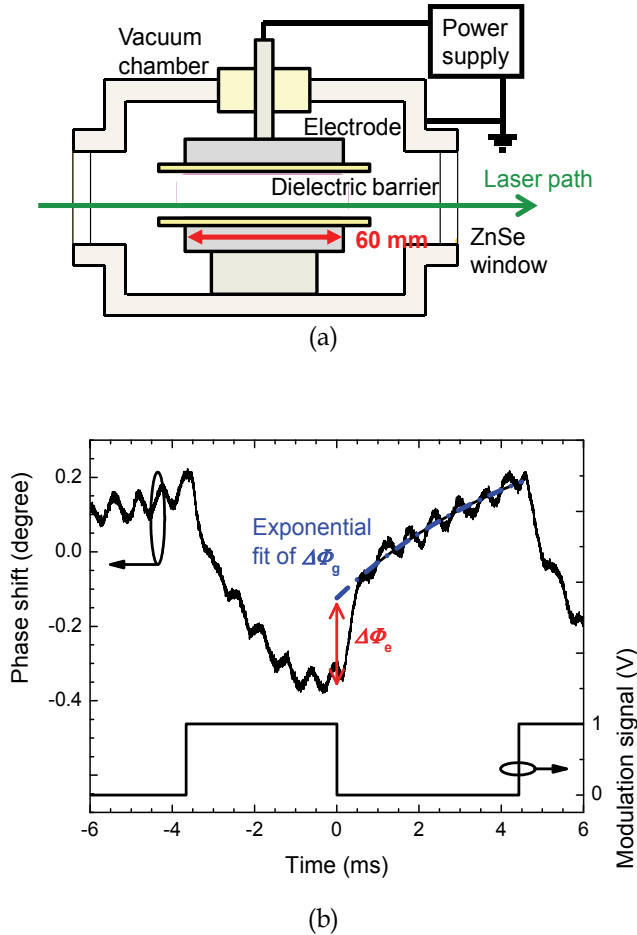 Vacuum
chamber
Power
supply
Electrode
Dielectric barrier
Laser path
60 mm
ZnSe
window
(a)
Phase shift (degree)
0.2
0.0
-0.2
-0.4
Exponential
fit of ΔΦg
ΔΦe
Modulation signal (V)
1
0
-6 -4 -2 0 2 4 6
Time (ms)
(b)